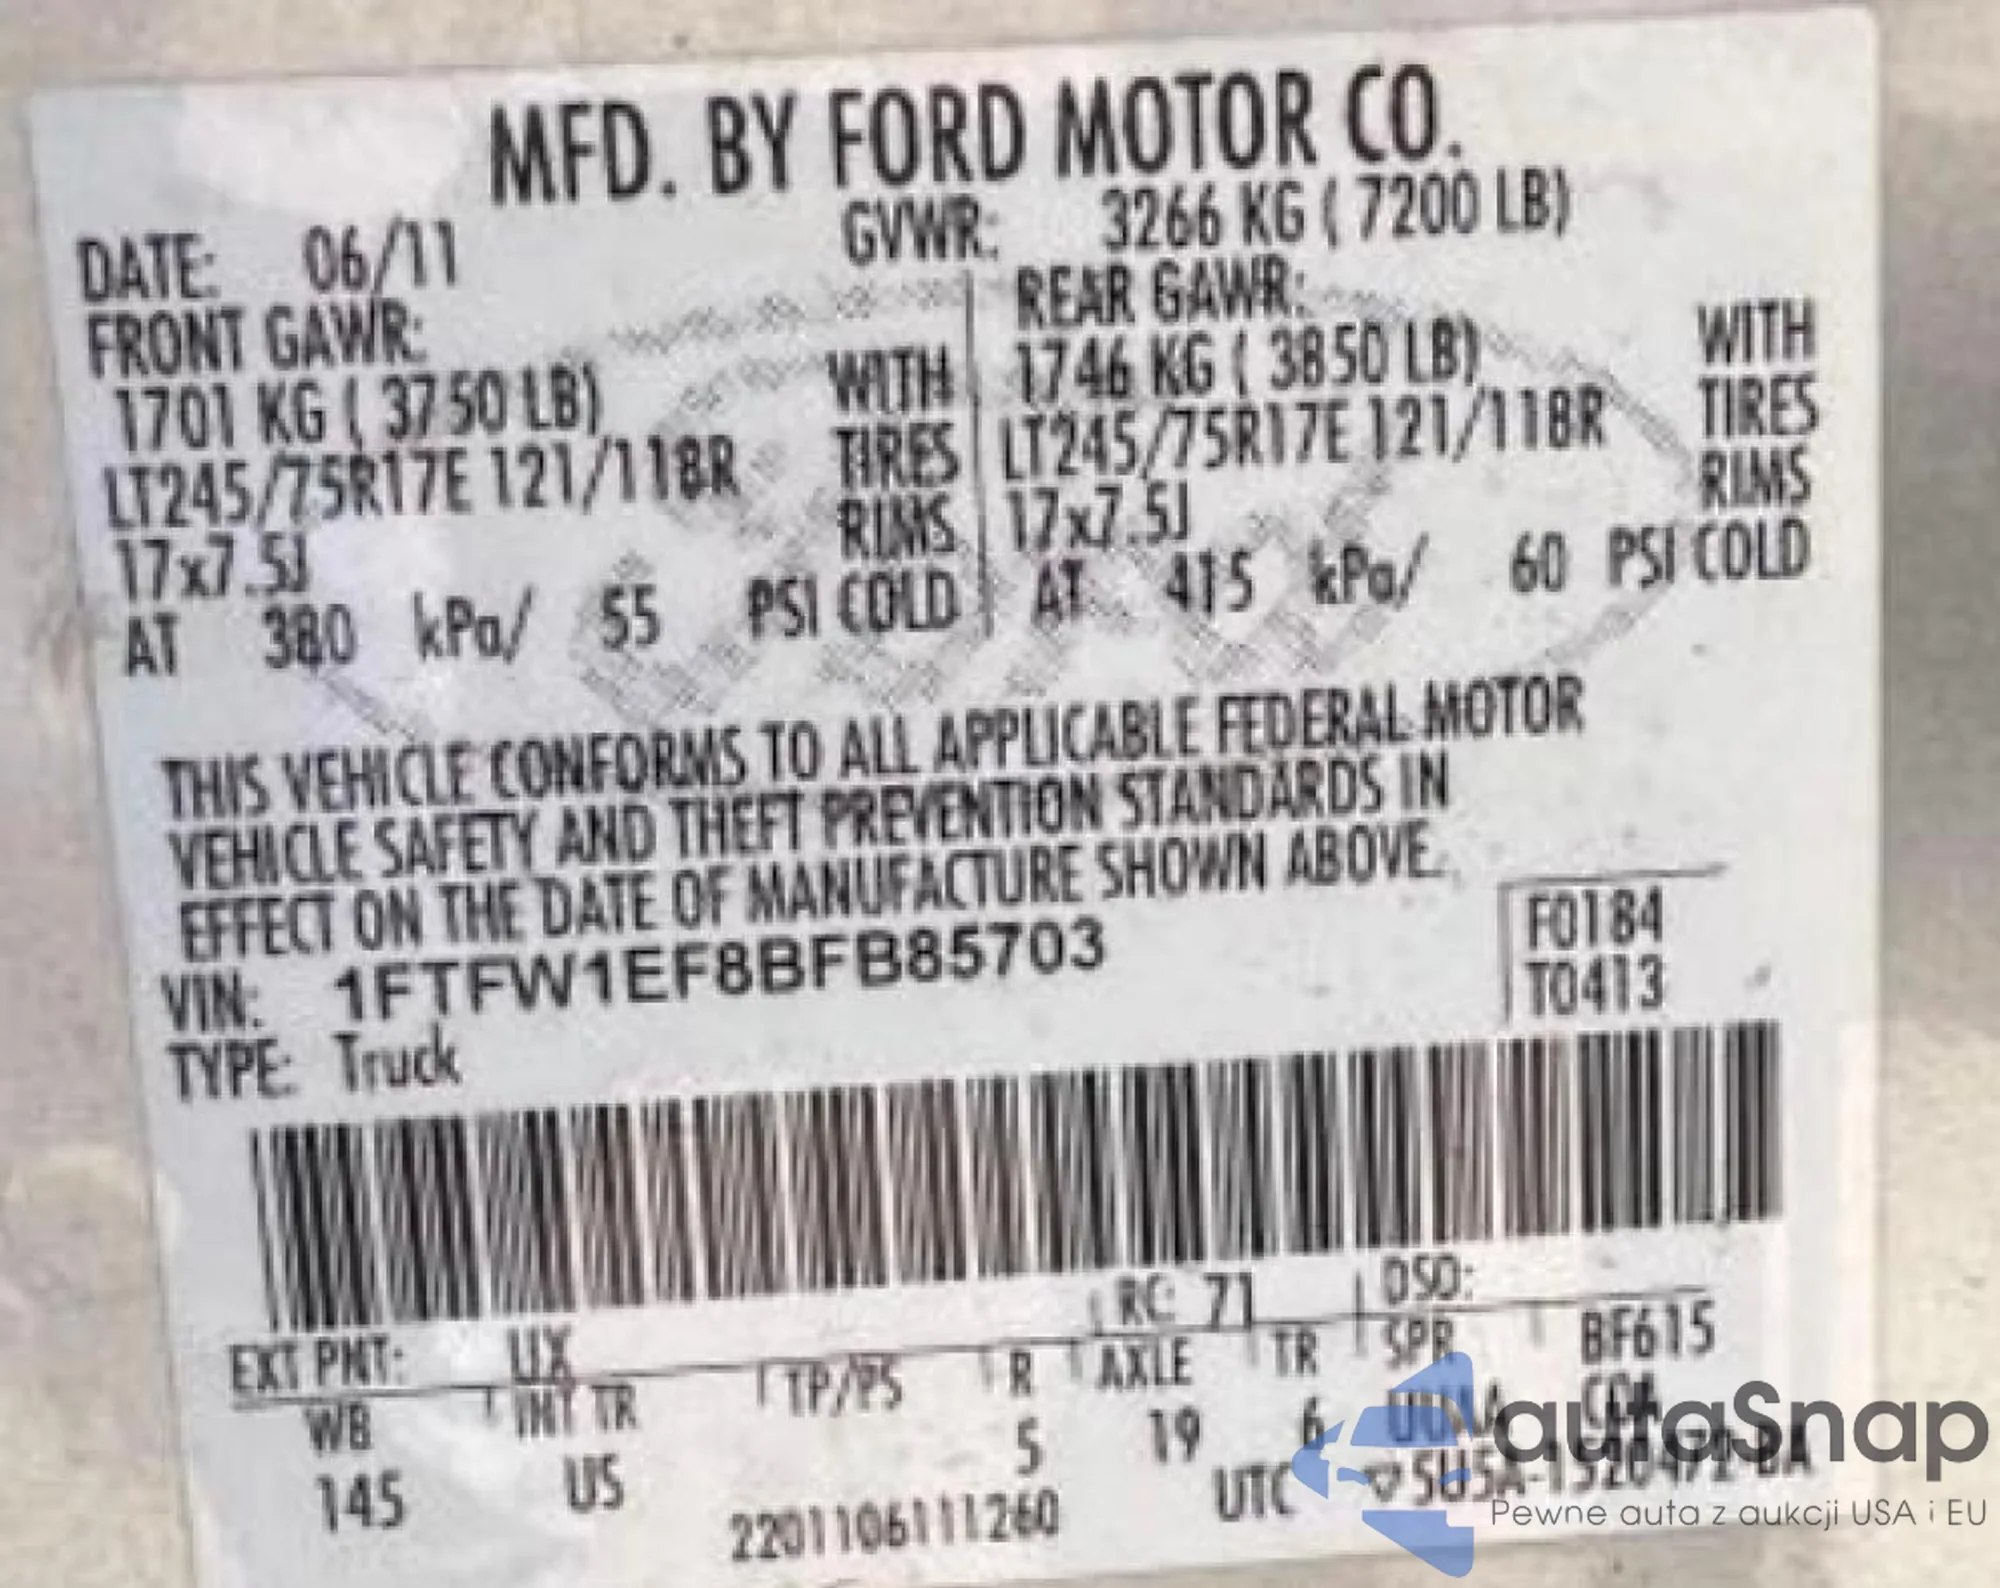 MFD. BY FORD MOTOR CO.
DATE: 06/11 GVWR: 3266 KG ( 7200 LB)
FRONT GAWR: REAR GAWR:
1701 KG ( 3750 LB) WITH 1746 KG ( 3850 LB) WITH
LT245/75R17E 121/118R TIRES LT245/75R17E 121/118R TIRES
17x7.5J RIMS 17x7.5J RIMS
AT 380 kPa/ 55 PSI COLD AT 415 kPa/ 60 PSI COLD
THIS VEHICLE CONFORMS TO ALL APPLICABLE FEDERAL MOTOR
VEHICLE SAFETY AND THEFT PREVENTION STANDARDS IN
EFFECT ON THE DATE OF MANUFACTURE SHOWN ABOVE.
VIN: 1FTFW1EF8BFB85703
F0184
T0413
TYPE: Truck
EXT PNT: UX RC: 71 DSO:
WB INT TR TP/PS R AXLE TR SPR BF615
145 US 5 19 6
2201106111260 UTC
autaSnap
Pewne auta z aukcji USA i EU